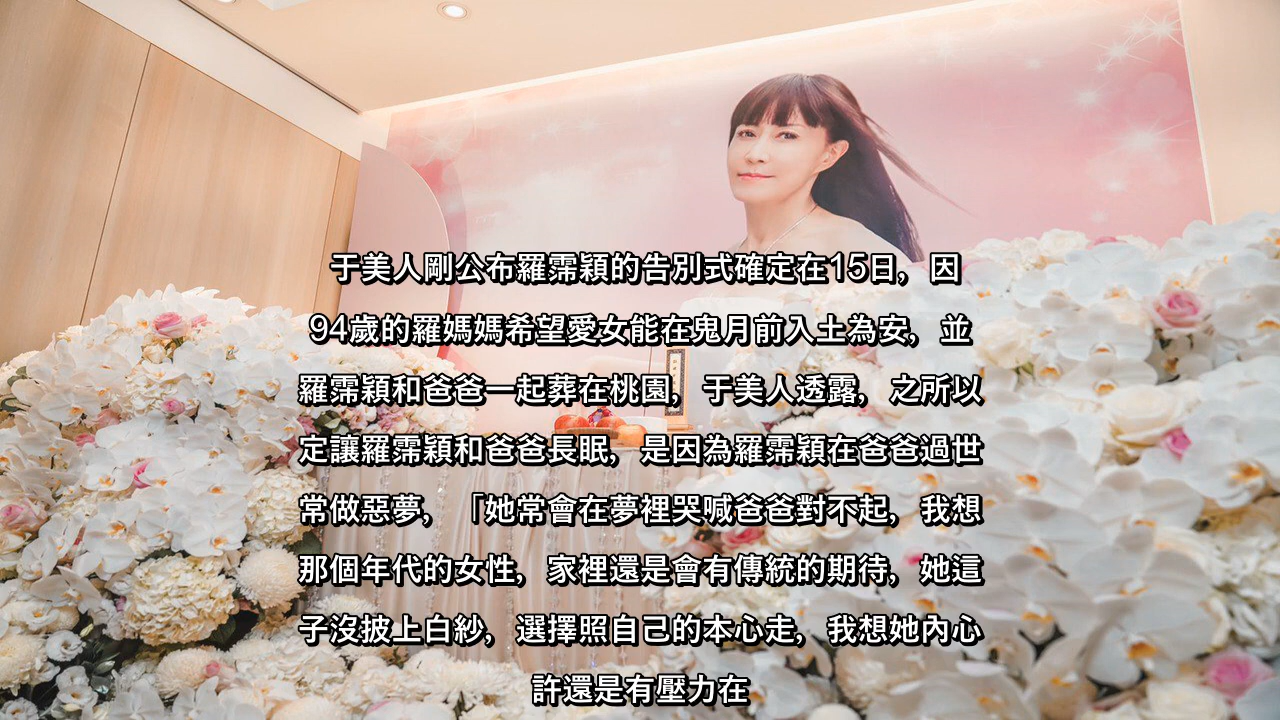 于美人剛公布羅霈穎的告別式確定在15日，因
94歲的羅媽媽希望愛女能在鬼月前入土為安，並
羅霈穎和爸爸一起葬在桃園，于美人透露，之所以
定讓羅霈穎和爸爸長眠，是因為羅霈穎在爸爸過世
常做惡夢，「她常會在夢裡哭喊爸爸對不起，我想
那個年代的女性，家裡還是會有傳統的期待，她這
子沒披上白紗，選擇照自己的本心走，我想她內心
許還是有壓力在